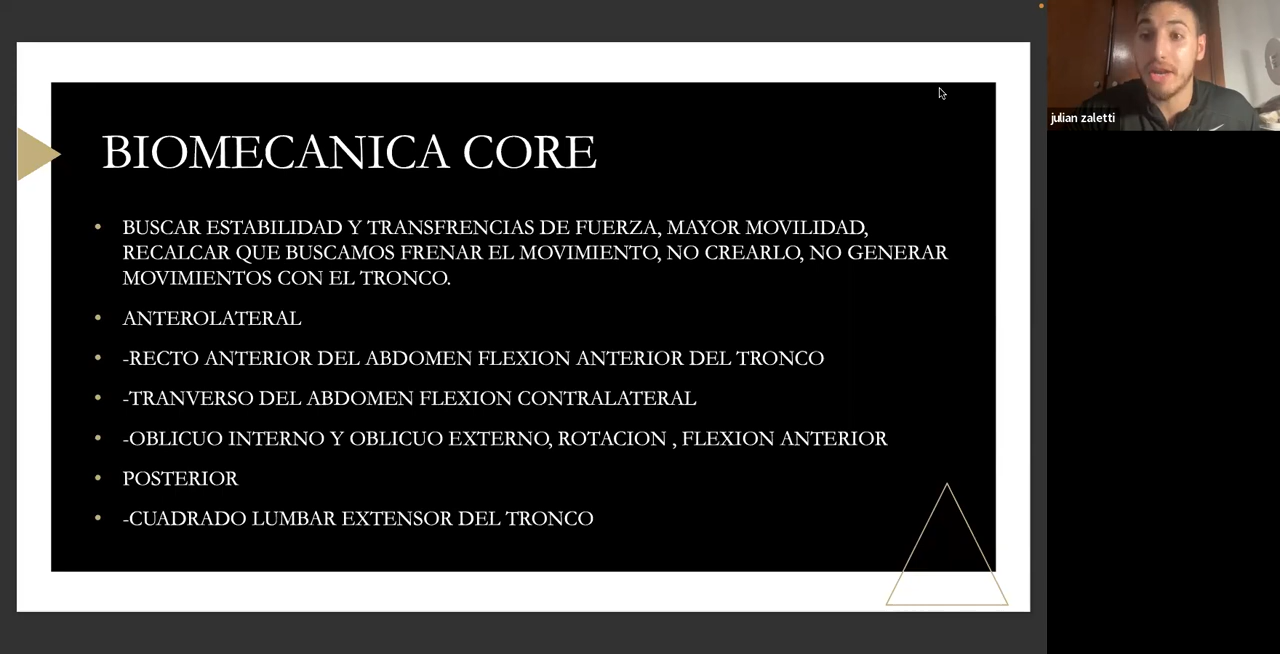 BIOMECANICA CORE
• BUSCAR ESTABILIDAD Y TRANSFRENCIAS DE FUERZA, MAYOR MOVILIDAD,
RECALCAR QUE BUSCAMOS FRENAR EL MOVIMIENTO, NO CREARLO, NO GENERAR
MOVIMIENTOS CON EL TRONCO.
• ANTEROLATERAL
• -RECTO ANTERIOR DEL ABDOMEN FLEXION ANTERIOR DEL TRONCO
• -TRANVERSO DEL ABDOMEN FLEXION CONTRALATERAL
• -OBLICUO INTERNO Y OBLICUO EXTERNO, ROTACION , FLEXION ANTERIOR
• POSTERIOR
• -CUADRADO LUMBAR EXTENSOR DEL TRONCO
julian zaletti